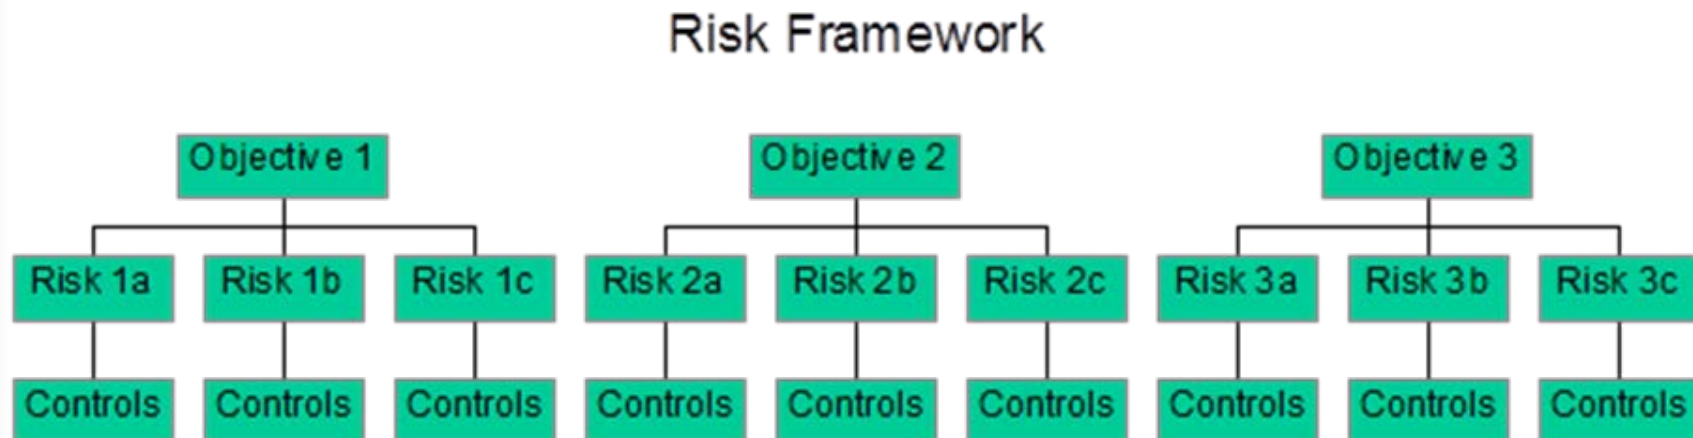 Risk Framework
Objective 1 Objective 2 Objective 3
Risk 1a Risk 1b Risk 1c Risk 2a Risk 2b Risk 2c Risk 3a Risk 3b Risk 3c
Controls Controls Controls Controls Controls Controls Controls Controls Controls